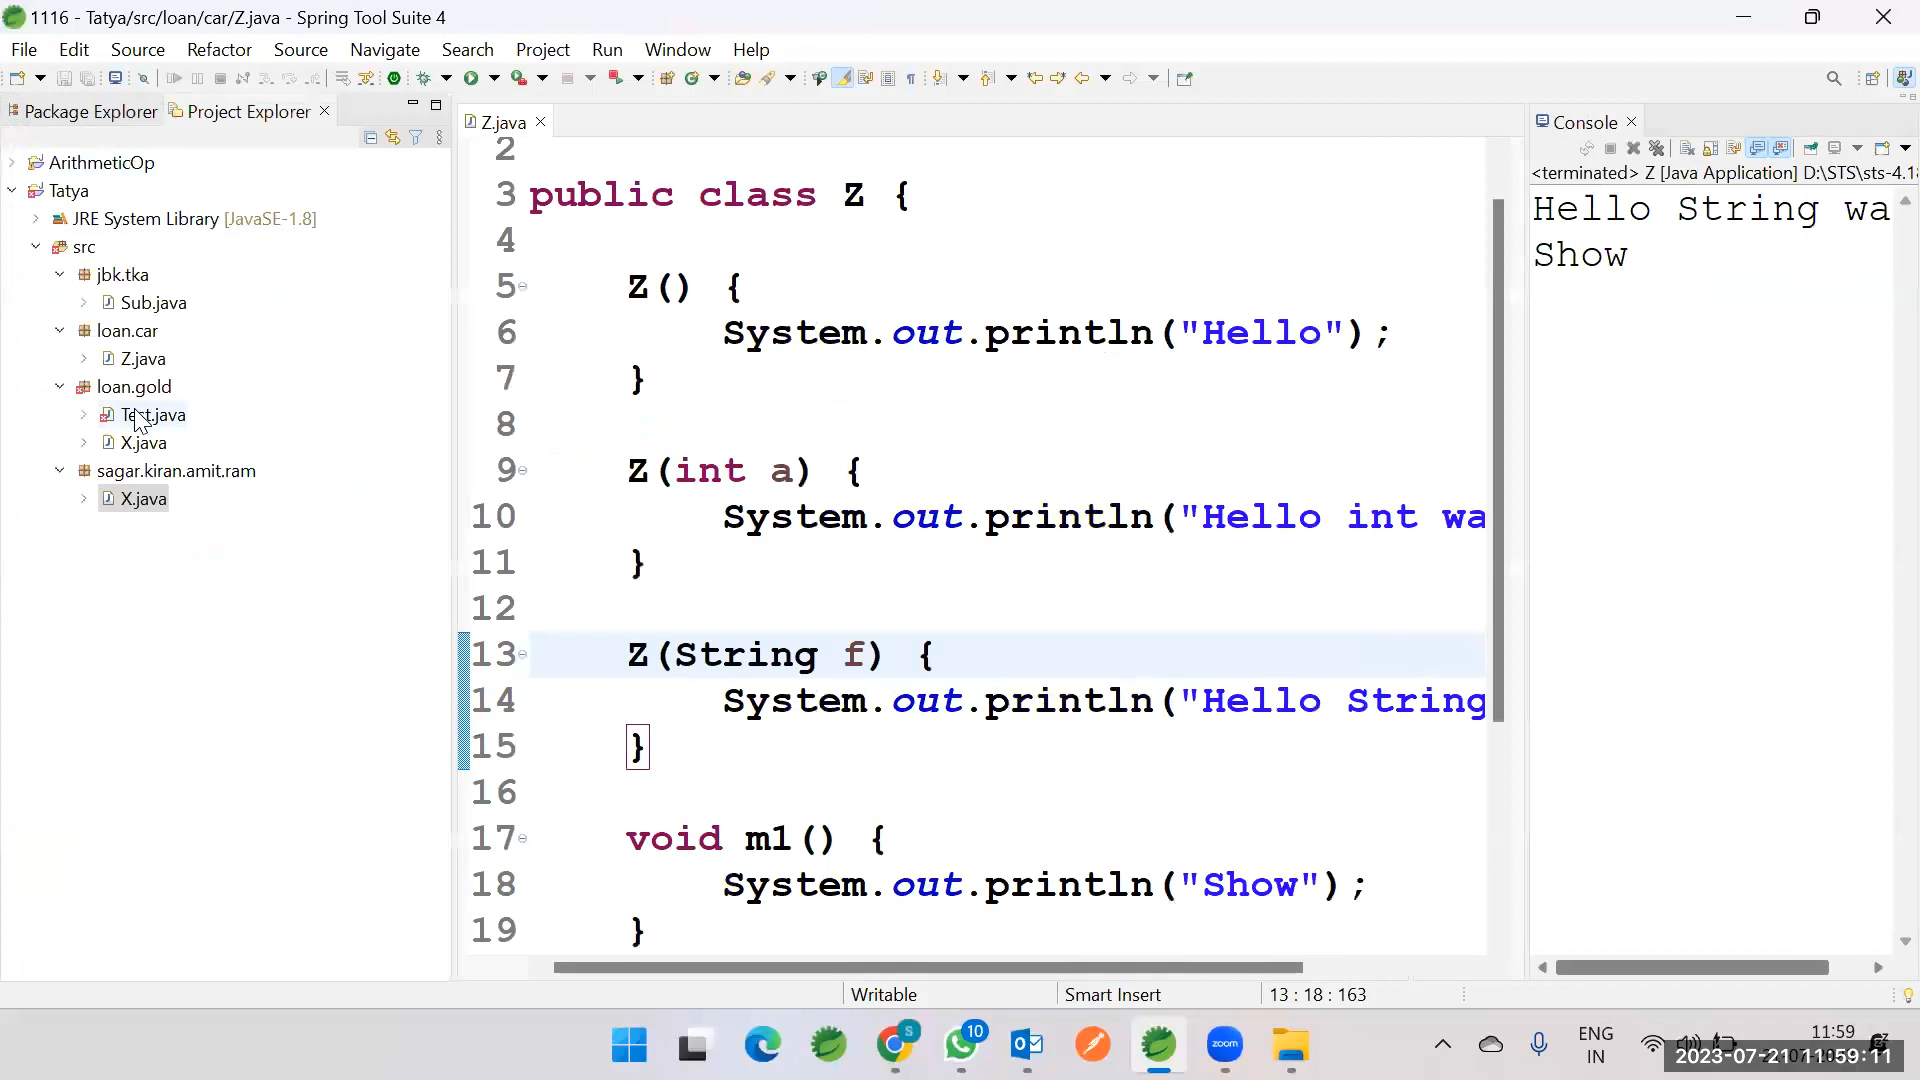 1116 - Tatya/src/loan/car/Z.java - Spring Tool Suite 4
File Edit Source Refactor Source Navigate Search Project Run Window Help
Package Explorer
Project Explorer
ArithmeticOp
Tatya
JRE System Library [JavaSE-1.8]
src
jbk.tka
Sub.java
loan.car
Z.java
loan.gold
Test.java
X.java
sagar.kiran.amit.ram
X.java
Z.java
2
3 public class Z {
4
5 Z() {
6 System.out.println("Hello");
7 }
8
9 Z(int a) {
10 System.out.println("Hello int wa
11 }
12
13 Z(String f) {
14 System.out.println("Hello String
15 }
16
17 void m1() {
18 System.out.println("Show");
19 }
Console
<terminated> Z [Java Application] D:\STS\sts-4.18
Hello String wa
Show
Writable
Smart Insert
13 : 18 : 163
S
10
zoom
ENG
IN
11:59
2023-07-21 11:59:11